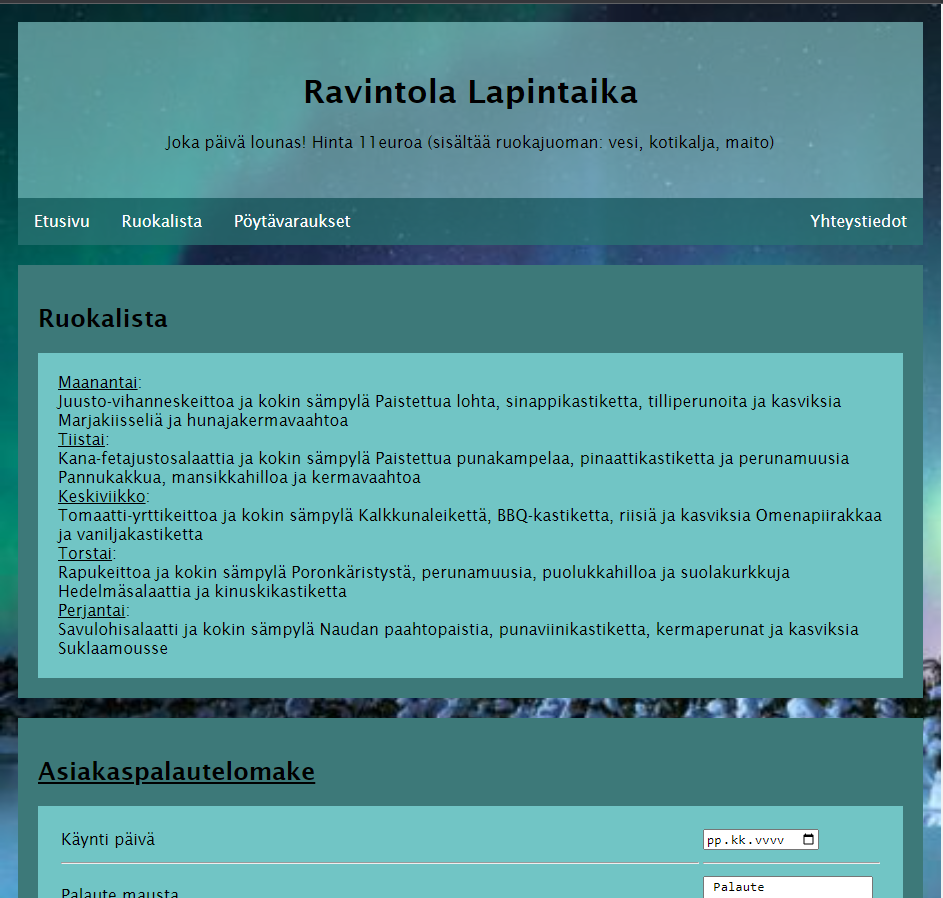 Ravintola Lapintaika
Joka päivä lounas! Hinta 11euroa (sisältää ruokajuoman: vesi, kotikalja, maito)
Etusivu Ruokalista Pöytävaraukset Yhteystiedot
Ruokalista
Maanantai:
Juusto-vihanneskeittoa ja kokin sämpylä Paistettua lohta, sinappikastiketta, tilliperunoita ja kasviksia
Marjakiisseliä ja hunajakermavaahtoa
Tiistai:
Kana-fetajustosalaattia ja kokin sämpylä Paistettua punakampelaa, pinaattikastiketta ja perunamuusia
Pannukakkua, mansikkahilloa ja kermavaahtoa
Keskiviikko:
Tomaatti-yrttikeittoa ja kokin sämpylä Kalkkunaleikettä, BBQ-kastiketta, riisiä ja kasviksia Omenapiirakkaa
ja vaniljakastiketta
Torstai:
Rapukeittoa ja kokin sämpylä Poronkäristystä, perunamuusia, puolukkahilloa ja suolakurkkuja
Hedelmäsalaattia ja kinuskikastiketta
Perjantai:
Savulohisalaatti ja kokin sämpylä Naudan paahtopaistia, punaviinikastiketta, kermaperunat ja kasviksia
Suklaamousse
Asiakaspalautelomake
Käynti päivä pp.kk.vvvv
Palaute mausta Palaute